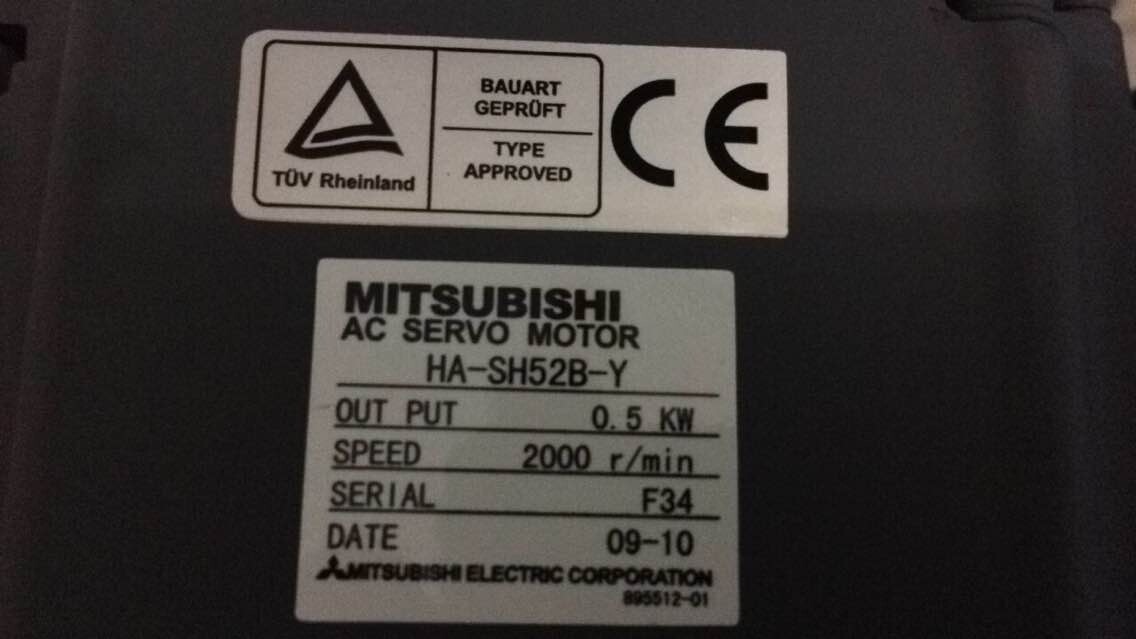 TÜV Rheinland
BAUART
GEPRÜFT
TYPE
APPROVED
CE
MITSUBISHI
AC SERVO MOTOR
HA-SH52B-Y
OUT PUT 0.5 KW
SPEED 2000 r/min
SERIAL F34
DATE 09-10
MITSUBISHI ELECTRIC CORPORATION
895512-01